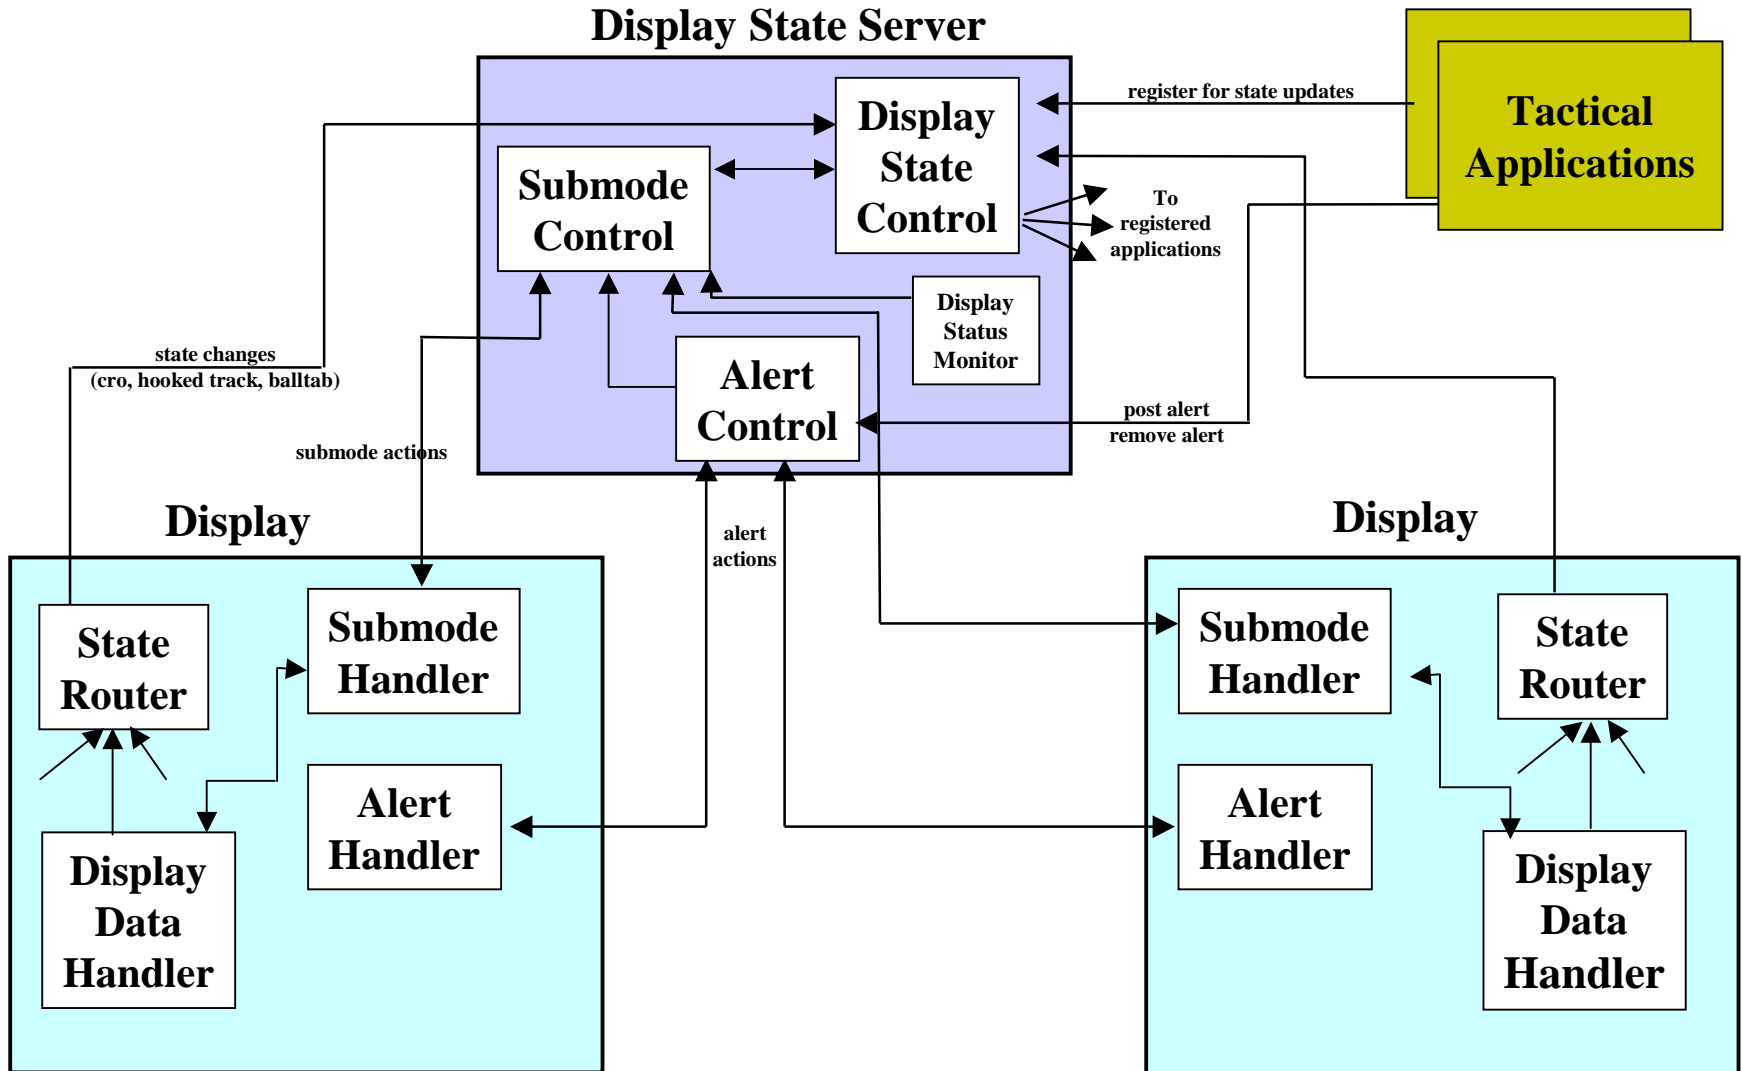 Display State Server
Display
State
Control
register for state updates
Tactical
Applications
Submode
Control
To
registered
applications
Display
Status
Monitor
state changes
(cro, hooked track, balltab)
Alert
Control
post alert
remove alert
submode actions
Display
alert
actions
Display
State
Router
Submode
Handler
Alert
Handler
Display
Data
Handler
Submode
Handler
State
Router
Alert
Handler
Display
Data
Handler